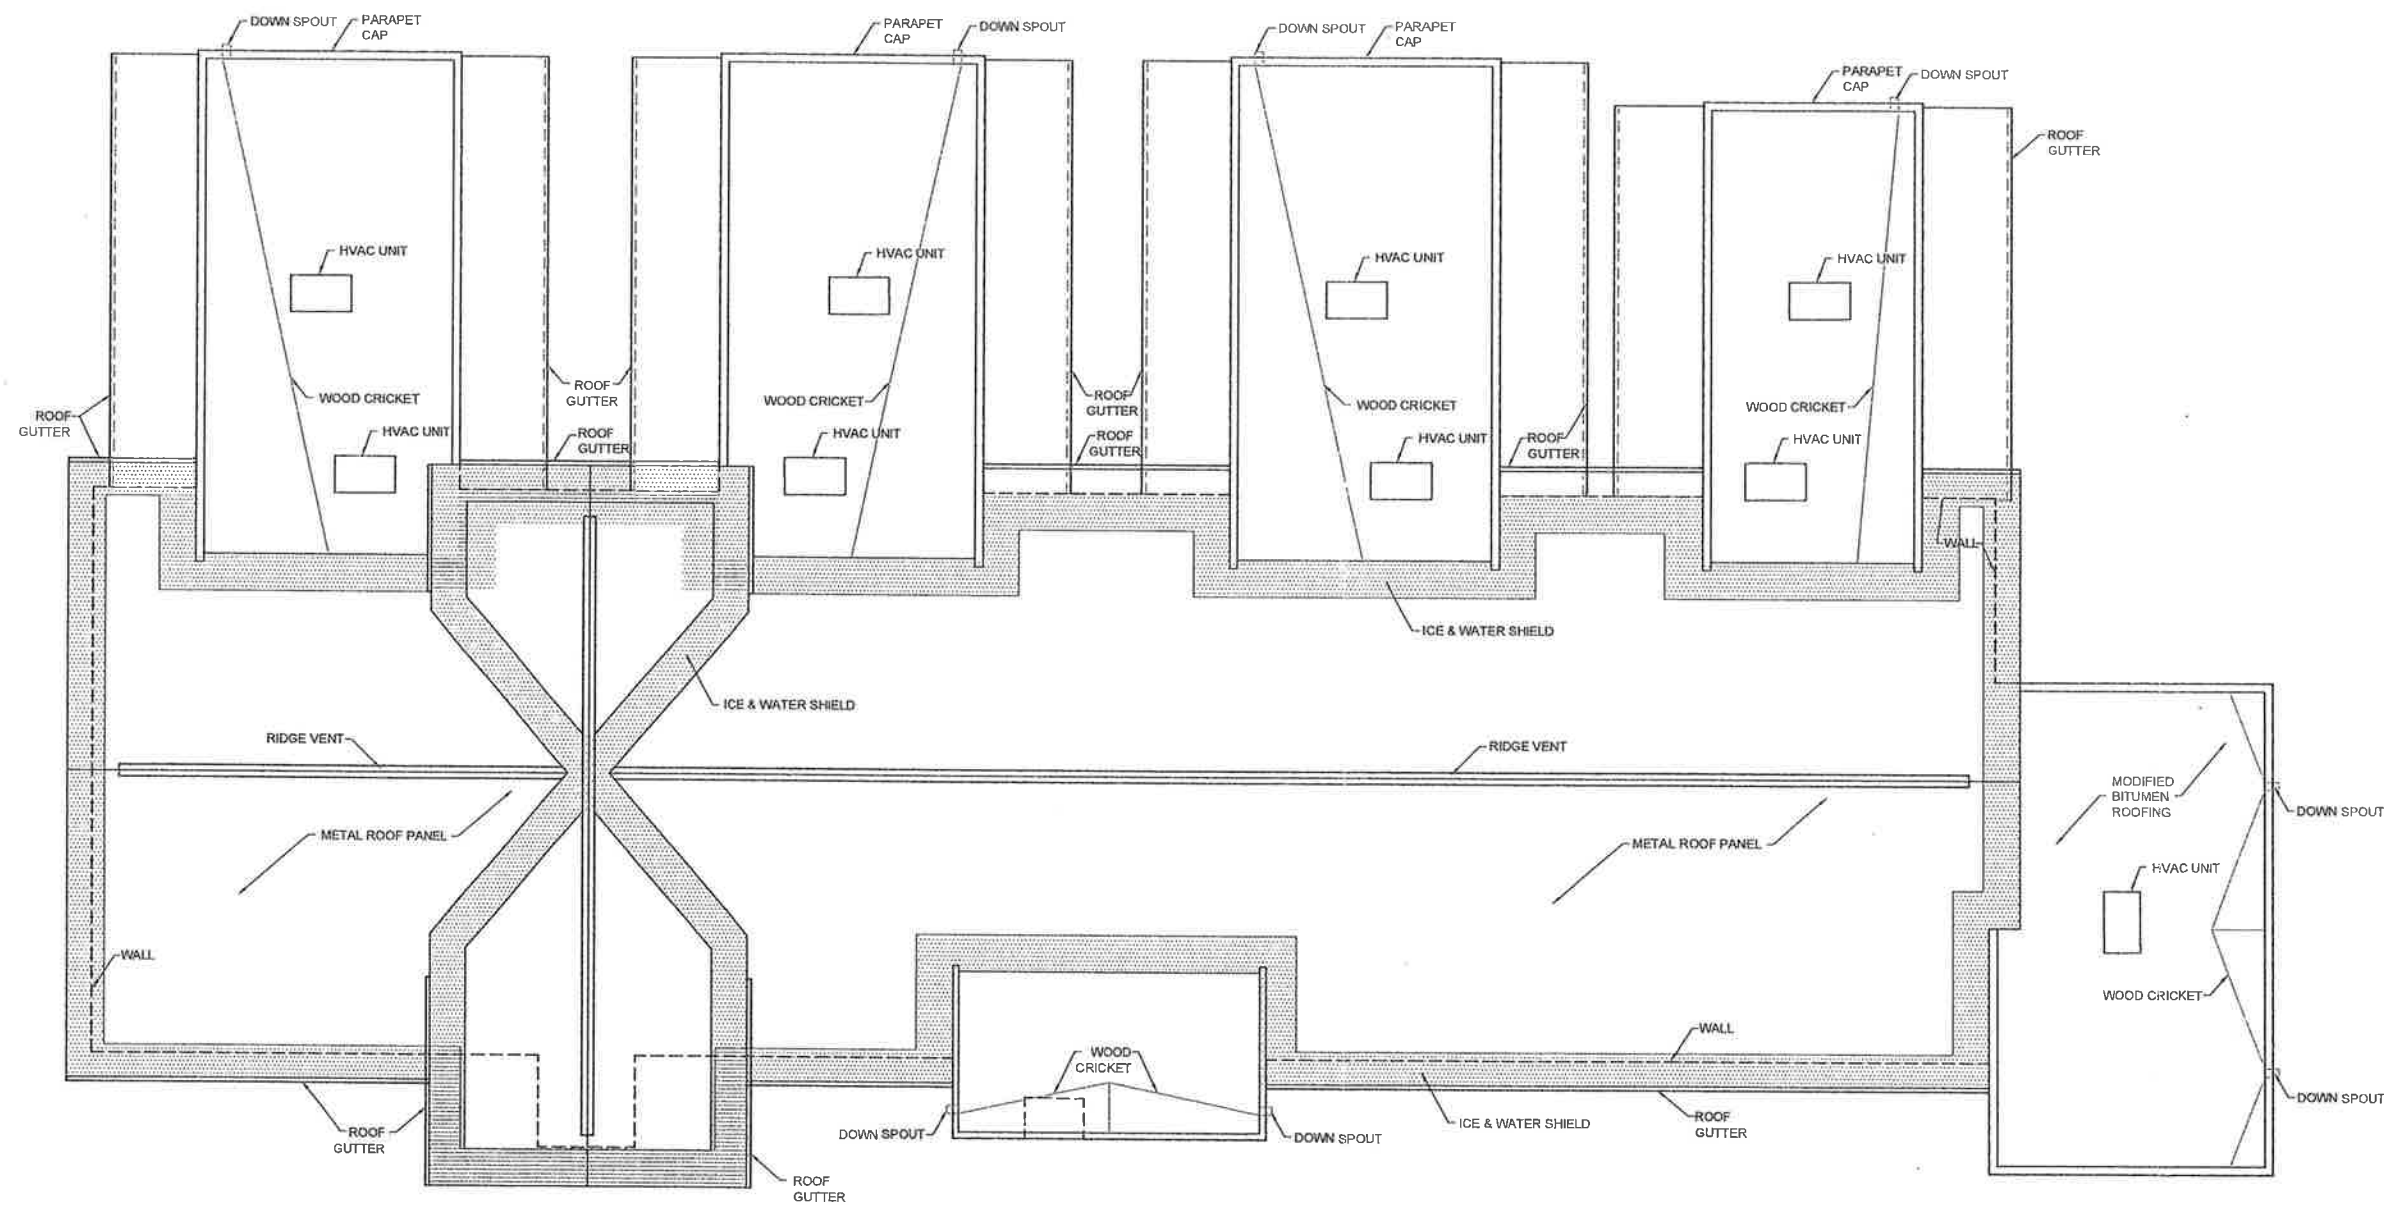 DOWN SPOUT
PARAPET
CAP
PARAPET
CAP
DOWN SPOUT
DOWN SPOUT
PARAPET
CAP
PARAPET
CAP
DOWN SPOUT
ROOF
GUTTER
HVAC UNIT
HVAC UNIT
HVAC UNIT
HVAC UNIT
WOOD CRICKET
ROOF
GUTTER
WOOD CRICKET
ROOF
GUTTER
WOOD CRICKET
WOOD CRICKET
ROOF
GUTTER
HVAC UNIT
ROOF
GUTTER
HVAC UNIT
ROOF
GUTTER
HVAC UNIT
ROOF
GUTTER
HVAC UNIT
WALL
ICE & WATER SHIELD
ICE & WATER SHIELD
RIDGE VENT
RIDGE VENT
METAL ROOF PANEL
METAL ROOF PANEL
MODIFIED
BITUMEN
ROOFING
DOWN SPOUT
HVAC UNIT
WALL
WOOD CRICKET
WALL
WOOD
CRICKET
DOWN SPOUT
ROOF
GUTTER
DOWN SPOUT
DOWN SPOUT
ICE & WATER SHIELD
ROOF
GUTTER
ROOF
GUTTER